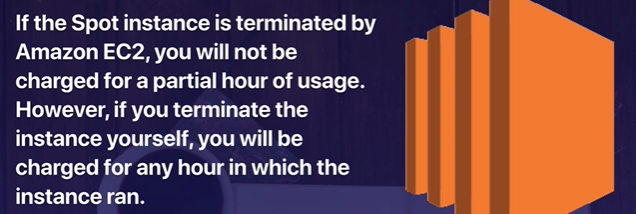 If the Spot instance is terminated by
Amazon EC2, you will not be
charged for a partial hour of usage.
However, if you terminate the
instance yourself, you will be
charged for any hour in which the
instance ran.